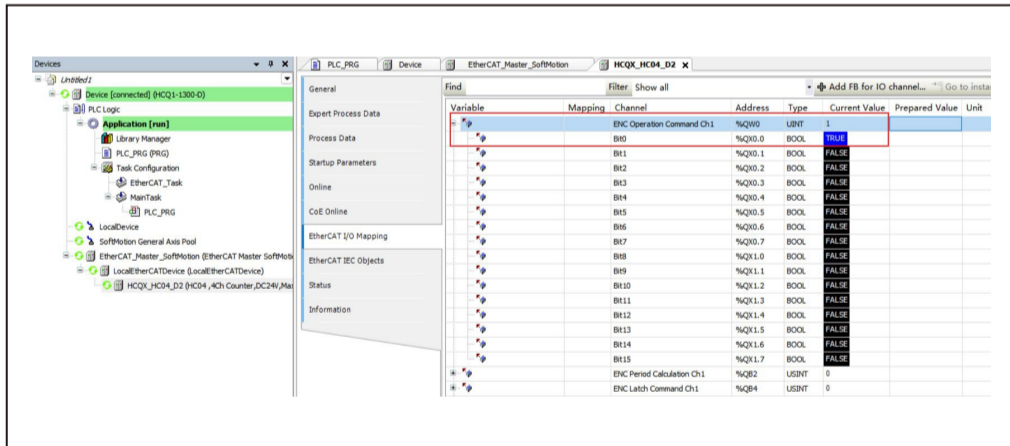 Devices
Untitled1
Device [connected] (HCQ1-1300-D)
PLC Logic
Application [run]
Library Manager
PLC_PRG (PRG)
Task Configuration
EtherCAT_Task
MainTask
PLC_PRG
LocalDevice
SoftMotion General Axis Pool
EtherCAT_Master_SoftMotion (EtherCAT Master SoftMoti
LocalEtherCATDevice (LocalEtherCATDevice)
HCQX_HC04_D2 (HC04 ,4Ch Counter,DC24V,Max
PLC_PRG Device EtherCAT_Master_SoftMotion HCQX_HC04_D2
General
Expert Process Data
Process Data
Startup Parameters
Online
CoE Online
EtherCAT I/O Mapping
EtherCAT IEC Objects
Status
Information
Find Filter Show all Add FB for IO channel... Go to insta
Variable Mapping Channel Address Type Current Value Prepared Value Unit
ENC Operation Command Ch1 %QW0 UINT 1
Bit0 %QX0.0 BOOL TRUE
Bit1 %QX0.1 BOOL FALSE
Bit2 %QX0.2 BOOL FALSE
Bit3 %QX0.3 BOOL FALSE
Bit4 %QX0.4 BOOL FALSE
Bit5 %QX0.5 BOOL FALSE
Bit6 %QX0.6 BOOL FALSE
Bit7 %QX0.7 BOOL FALSE
Bit8 %QX1.0 BOOL FALSE
Bit9 %QX1.1 BOOL FALSE
Bit10 %QX1.2 BOOL FALSE
Bit11 %QX1.3 BOOL FALSE
Bit12 %QX1.4 BOOL FALSE
Bit13 %QX1.5 BOOL FALSE
Bit14 %QX1.6 BOOL FALSE
Bit15 %QX1.7 BOOL FALSE
ENC Period Calculation Ch1 %QB2 USINT 0
ENC Latch Command Ch1 %QB4 USINT 0